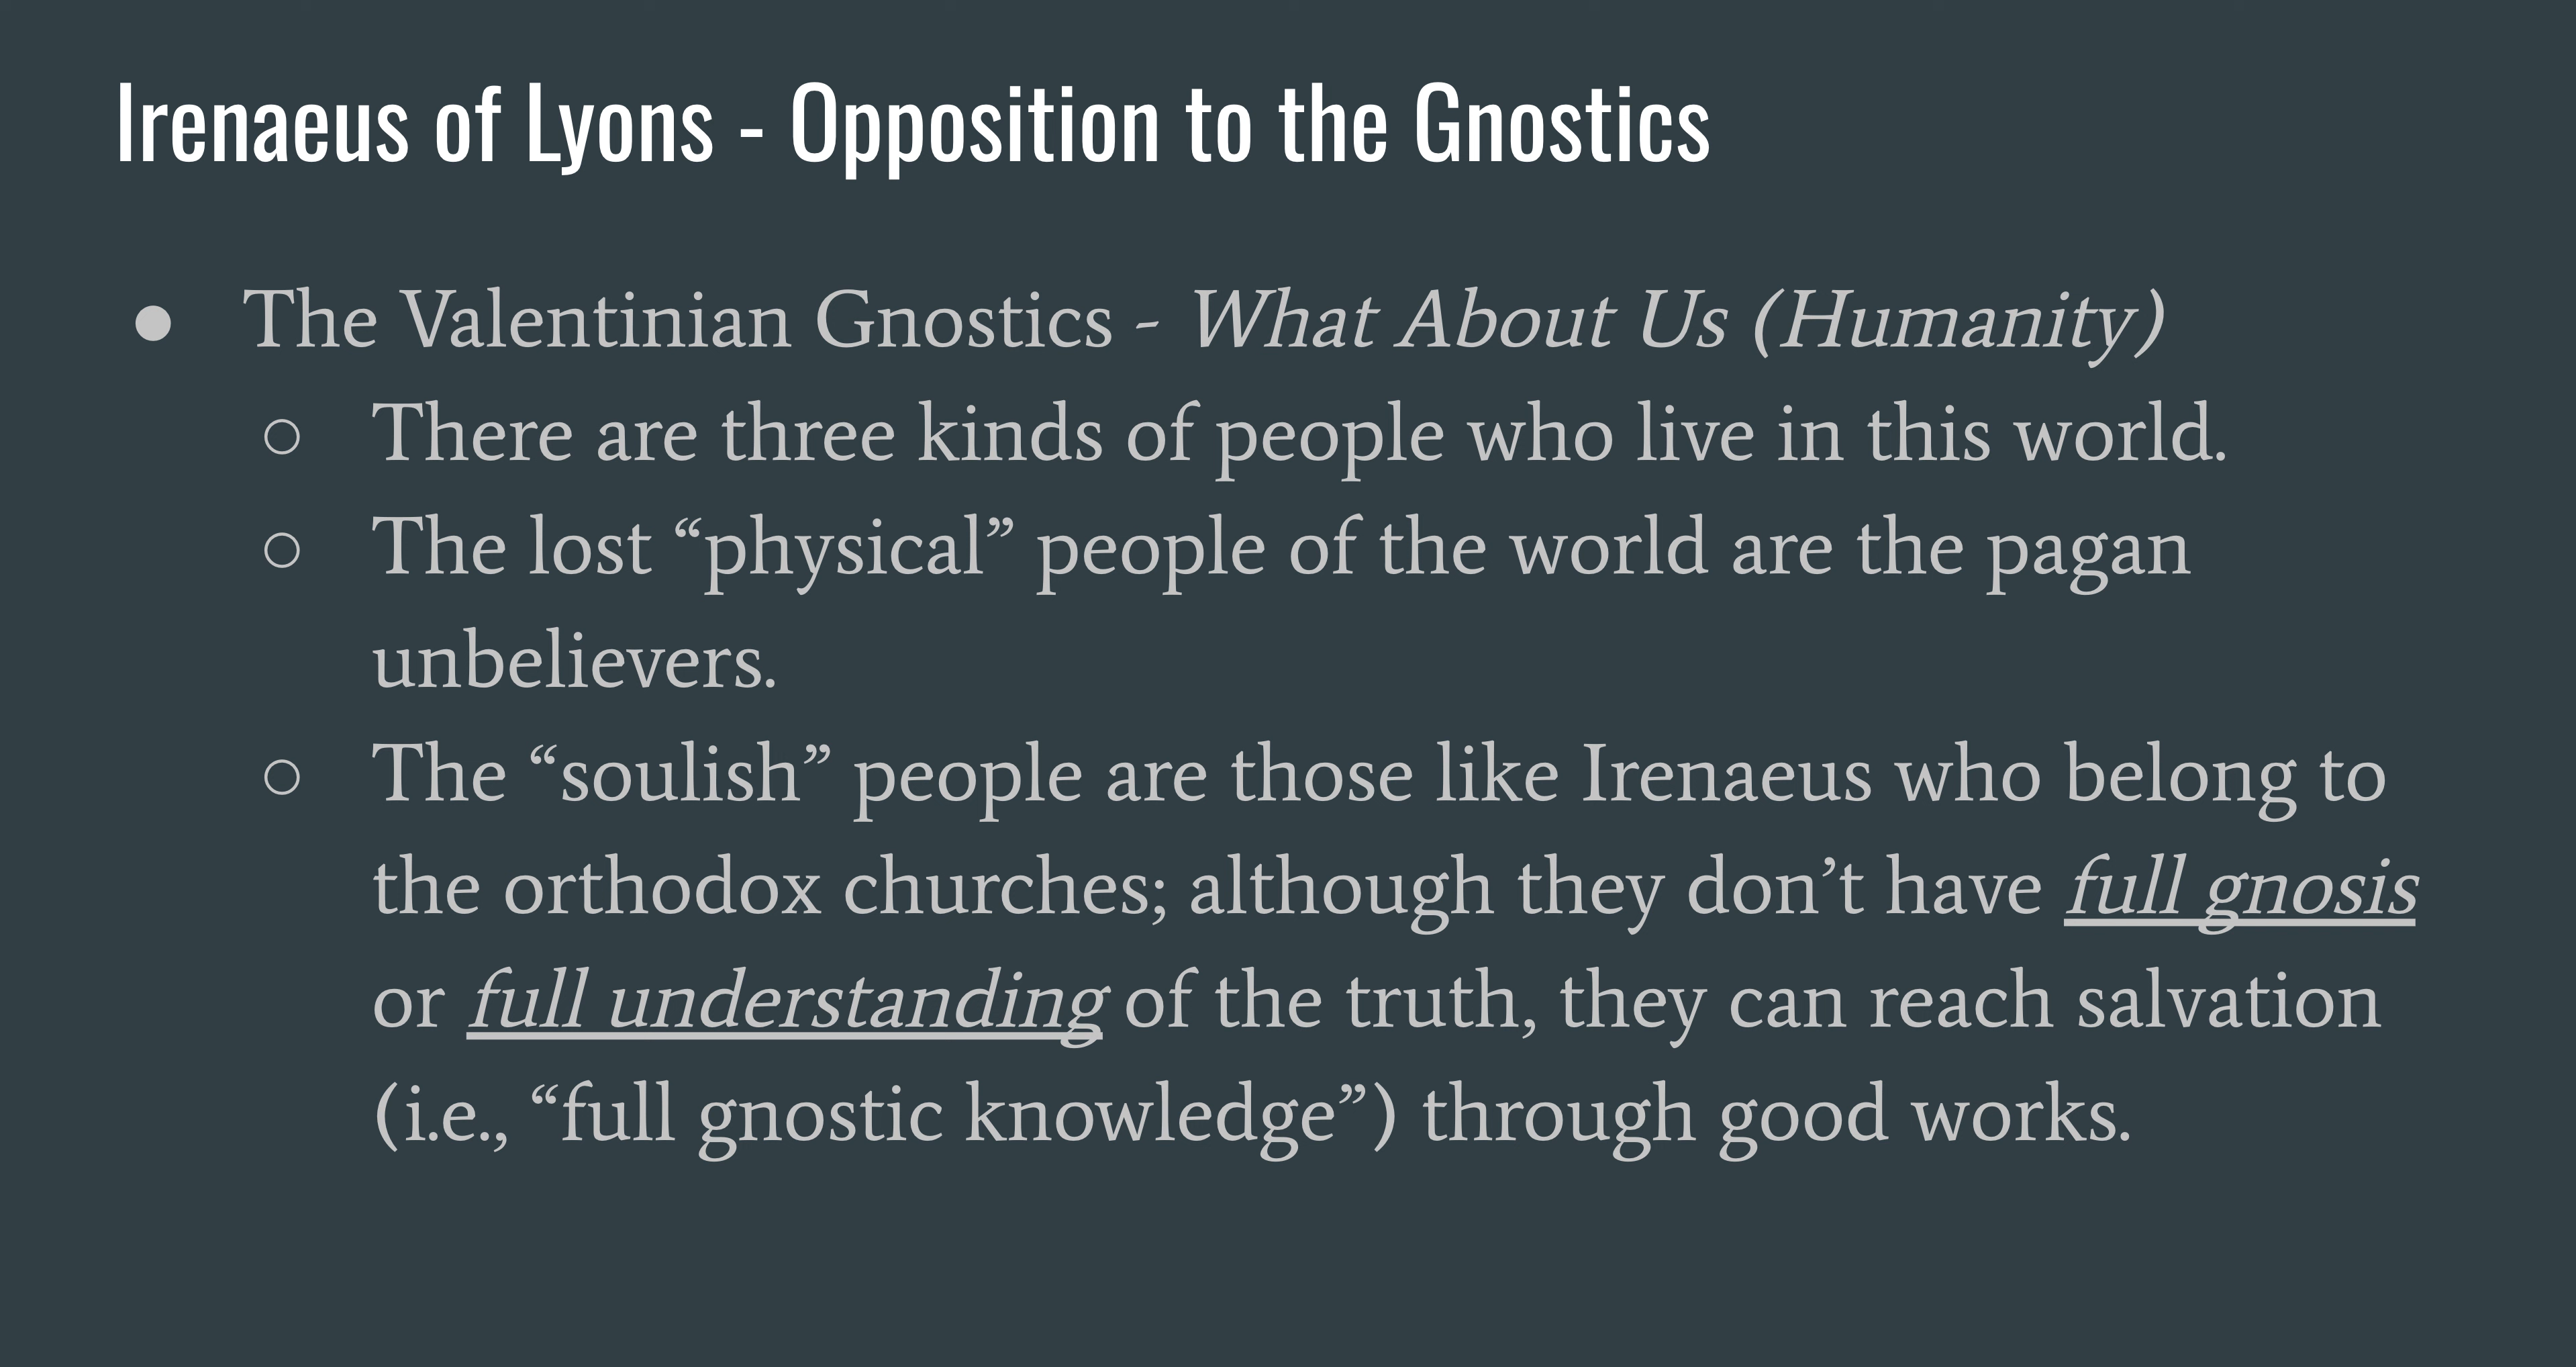 Irenaeus of Lyons - Opposition to the Gnostics
● The Valentinian Gnostics - What About Us (Humanity)
○ There are three kinds of people who live in this world.
○ The lost “physical” people of the world are the pagan
unbelievers.
○ The “soulish” people are those like Irenaeus who belong to
the orthodox churches; although they don’t have full gnosis
or full understanding of the truth, they can reach salvation
(i.e., “full gnostic knowledge”) through good works.